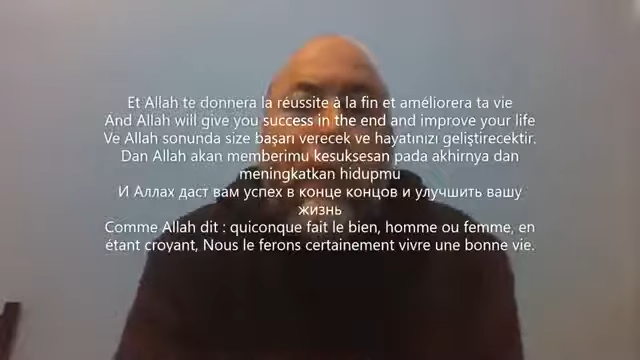 Et Allah te donnera la réussite à la fin et améliorera ta vie
And Allah will give you success in the end and improve your life
Ve Allah sonunda size başarı verecek ve hayatınızı geliştirecektir.
Dan Allah akan memberimu kesuksesan pada akhirnya dan
meningkatkan hidupmu
И Аллах даст вам успех в конце концов и улучшить вашу
жизнь
Comme Allah dit : quiconque fait le bien, homme ou femme, en
étant croyant, Nous le ferons certainement vivre une bonne vie.